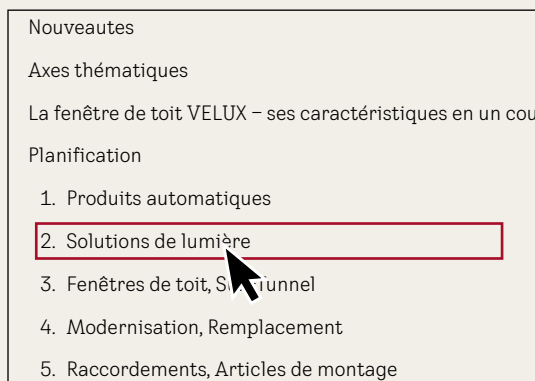 Nouveautes
Axes thématiques
La fenêtre de toit VELUX – ses caractéristiques en un cou
Planification
1. Produits automatiques
2. Solutions de lumière
3. Fenêtres de toit,
4. Modernisation, Remplacement
5. Raccordements, Articles de montage